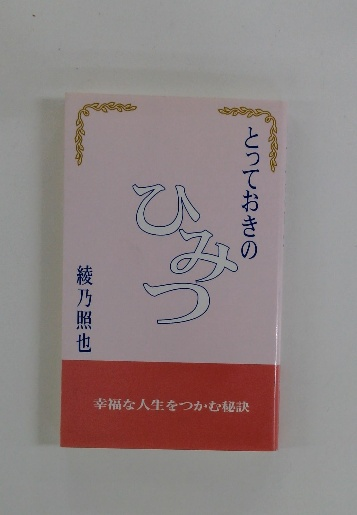 とっておきの
ひみつ
綾乃照也
幸福な人生をつかむ秘訣